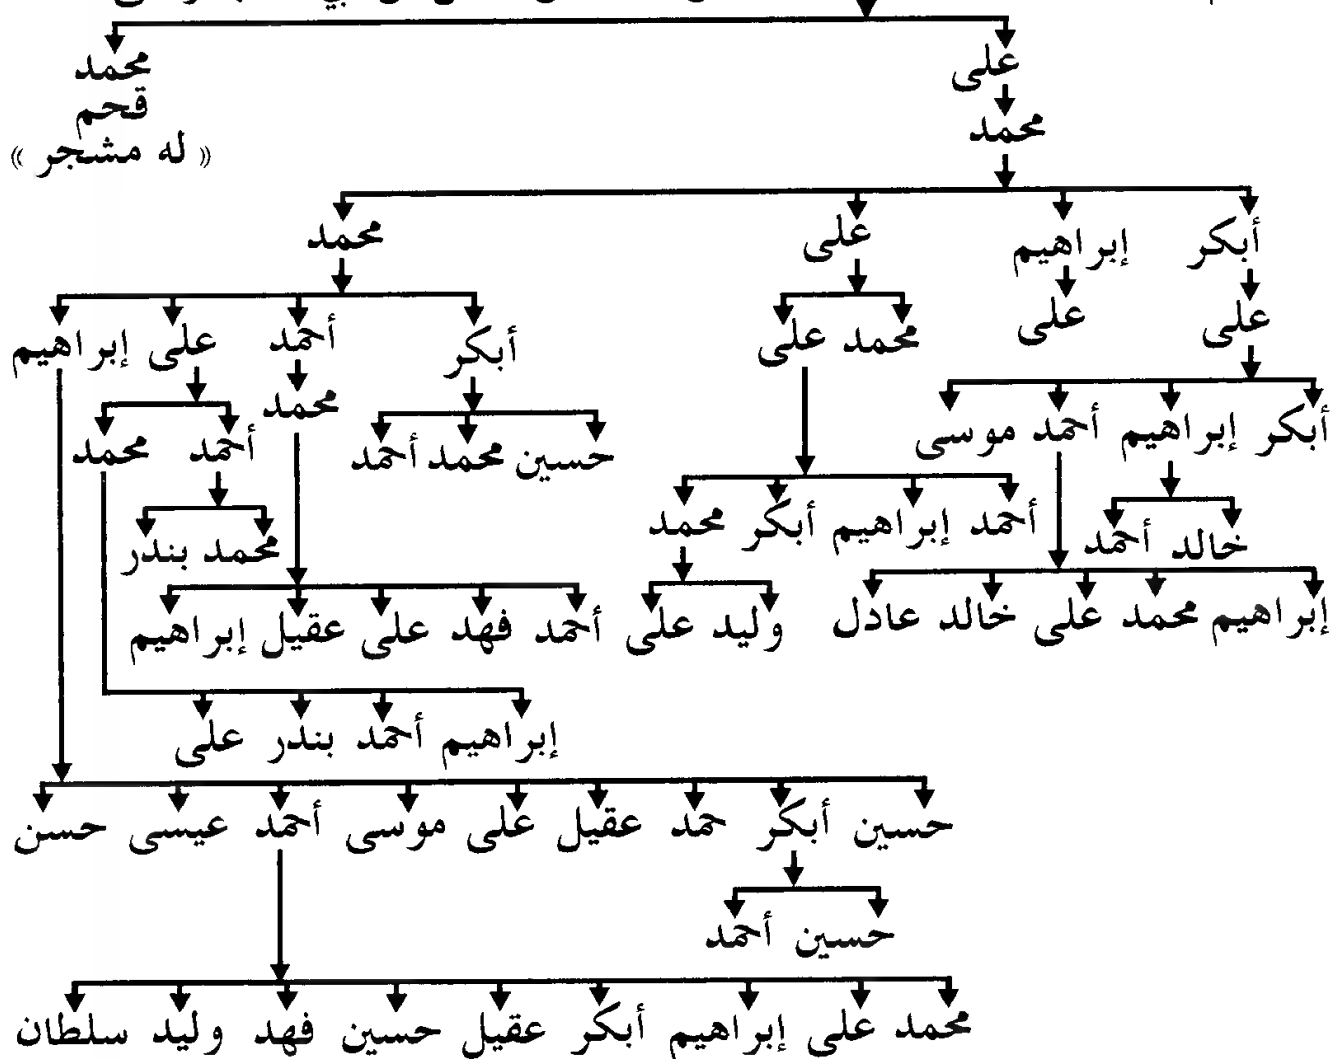 على محمد
محمد قحم
« له مشجر »
أبكر إبراهيم على محمد
على على محمد على أبكر أحمد على إبراهيم
محمد
أبكر إبراهيم أحمد موسى حسين محمد أحمد أحمد محمد
أحمد إبراهيم أبكر محمد
خالد أحمد محمد بندر
إبراهيم محمد على خالد عادل وليد على أحمد فهد على عقيل إبراهيم
إبراهيم أحمد بندر على
حسين أبكر حمد عقيل على موسى أحمد عيسى حسن
حسين أحمد
محمد على إبراهيم أبكر عقيل حسين فهد وليد سلطان